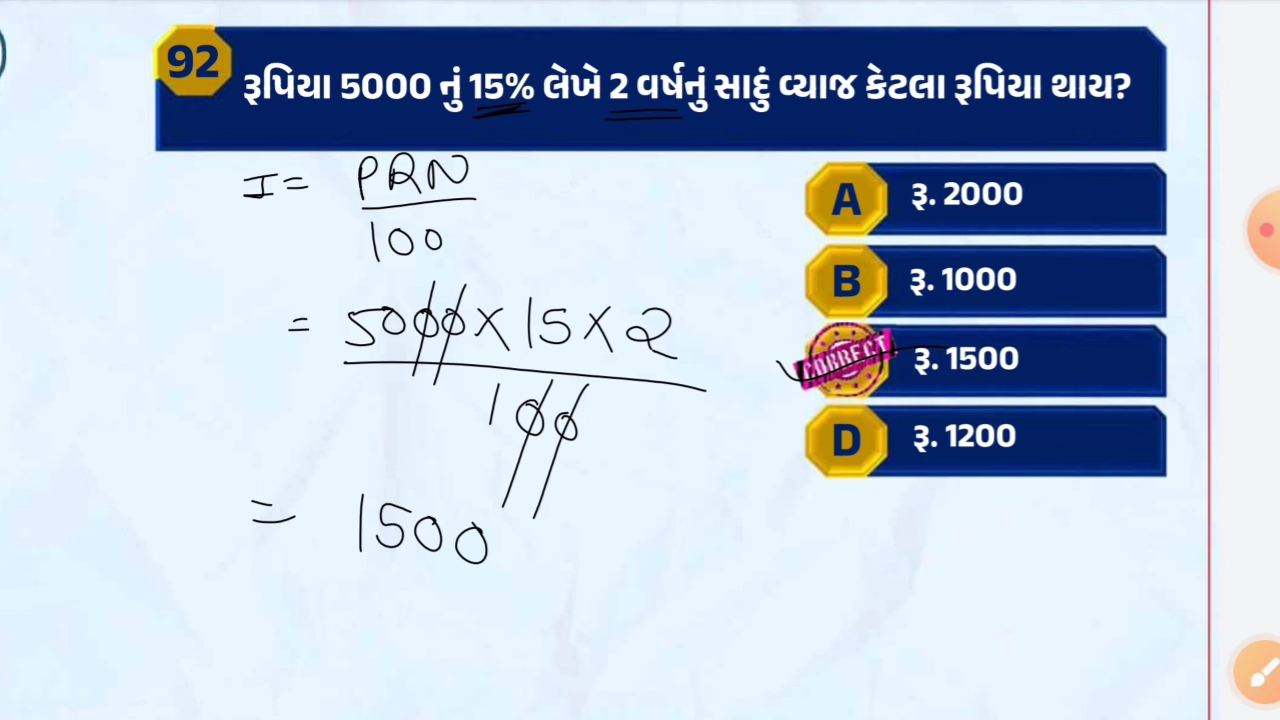 92
રૂપિયા 5000 નું 15% લેખે 2 વર્ષનું સાદું વ્યાજ કેટલા રૂપિયા થાય?
I = PRN
100
= 5000 X 15 X 2
100
= 1500
A રૂ. 2000
B રૂ. 1000
CORRECT રૂ. 1500
D રૂ. 1200